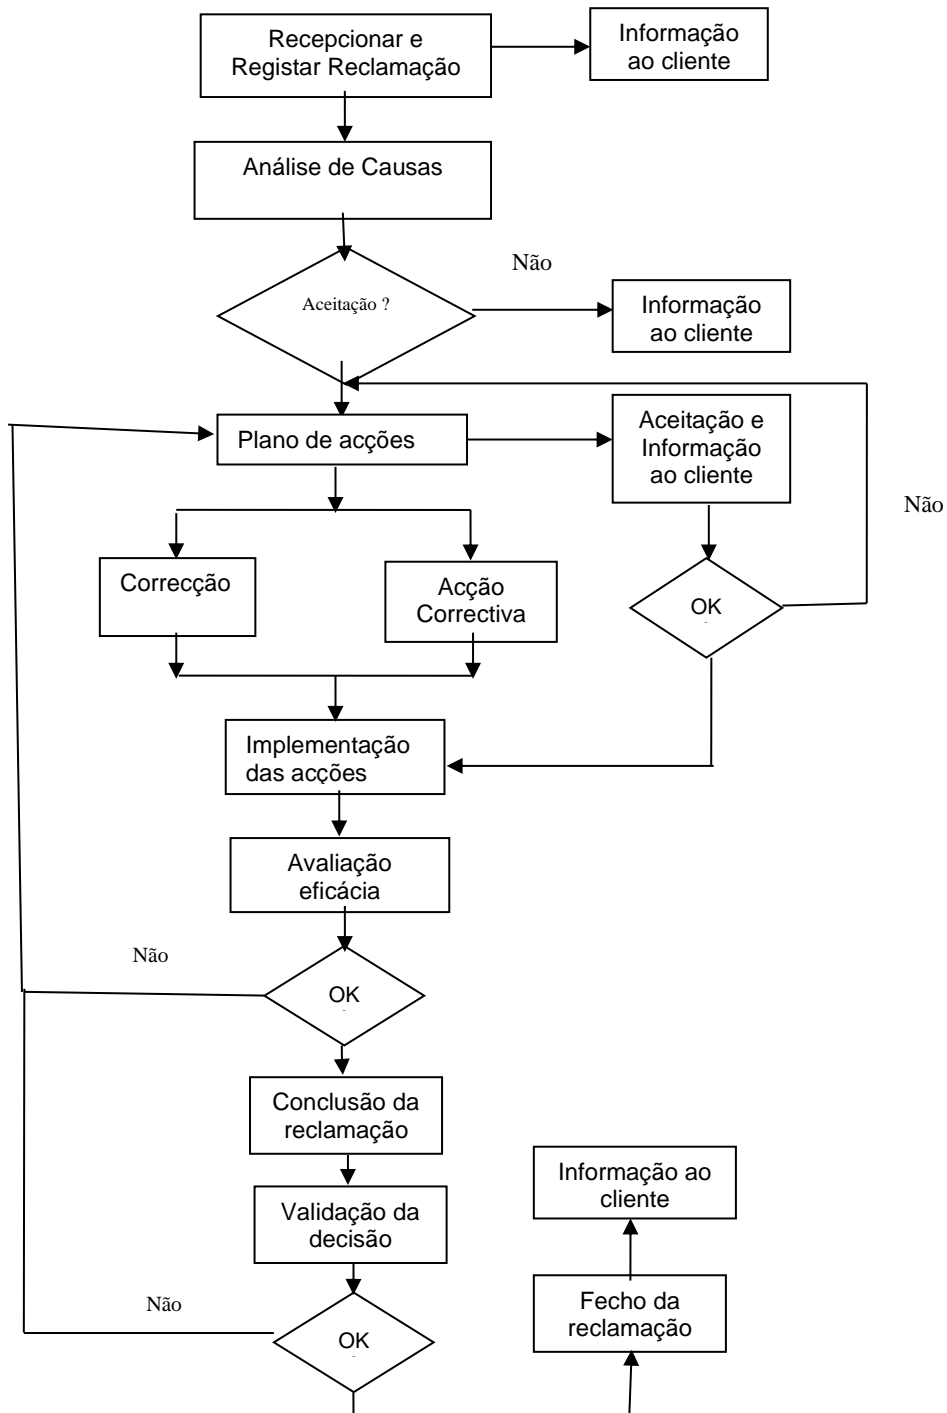 Recepcionar e
Registar Reclamação
Informação
ao cliente
Análise de Causas
Não
Aceitação ?
Informação
ao cliente
Plano de acções
Aceitação e
Informação
ao cliente
Não
Correcção
Acção
Correctiva
OK
Implementação
das acções
Avaliação
eficácia
Não
OK
Conclusão da
reclamação
Informação ao
cliente
Validação da
decisão
Não
Fecho da
reclamação
OK